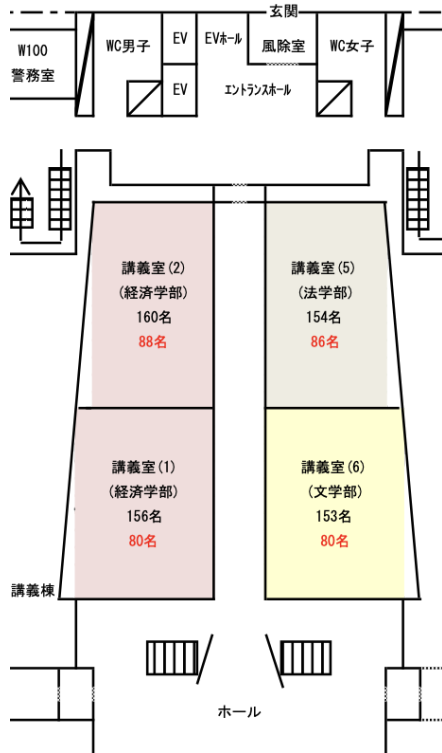 玄関
W100
警務室
WC男子
EV
EVホール
風除室
WC女子
EV
エントランスホール
講義室(2)
(経済学部)
160名
88名
講義室(5)
(法学部)
154名
86名
講義室(1)
(経済学部)
156名
80名
講義室(6)
(文学部)
153名
80名
講義棟
ホール